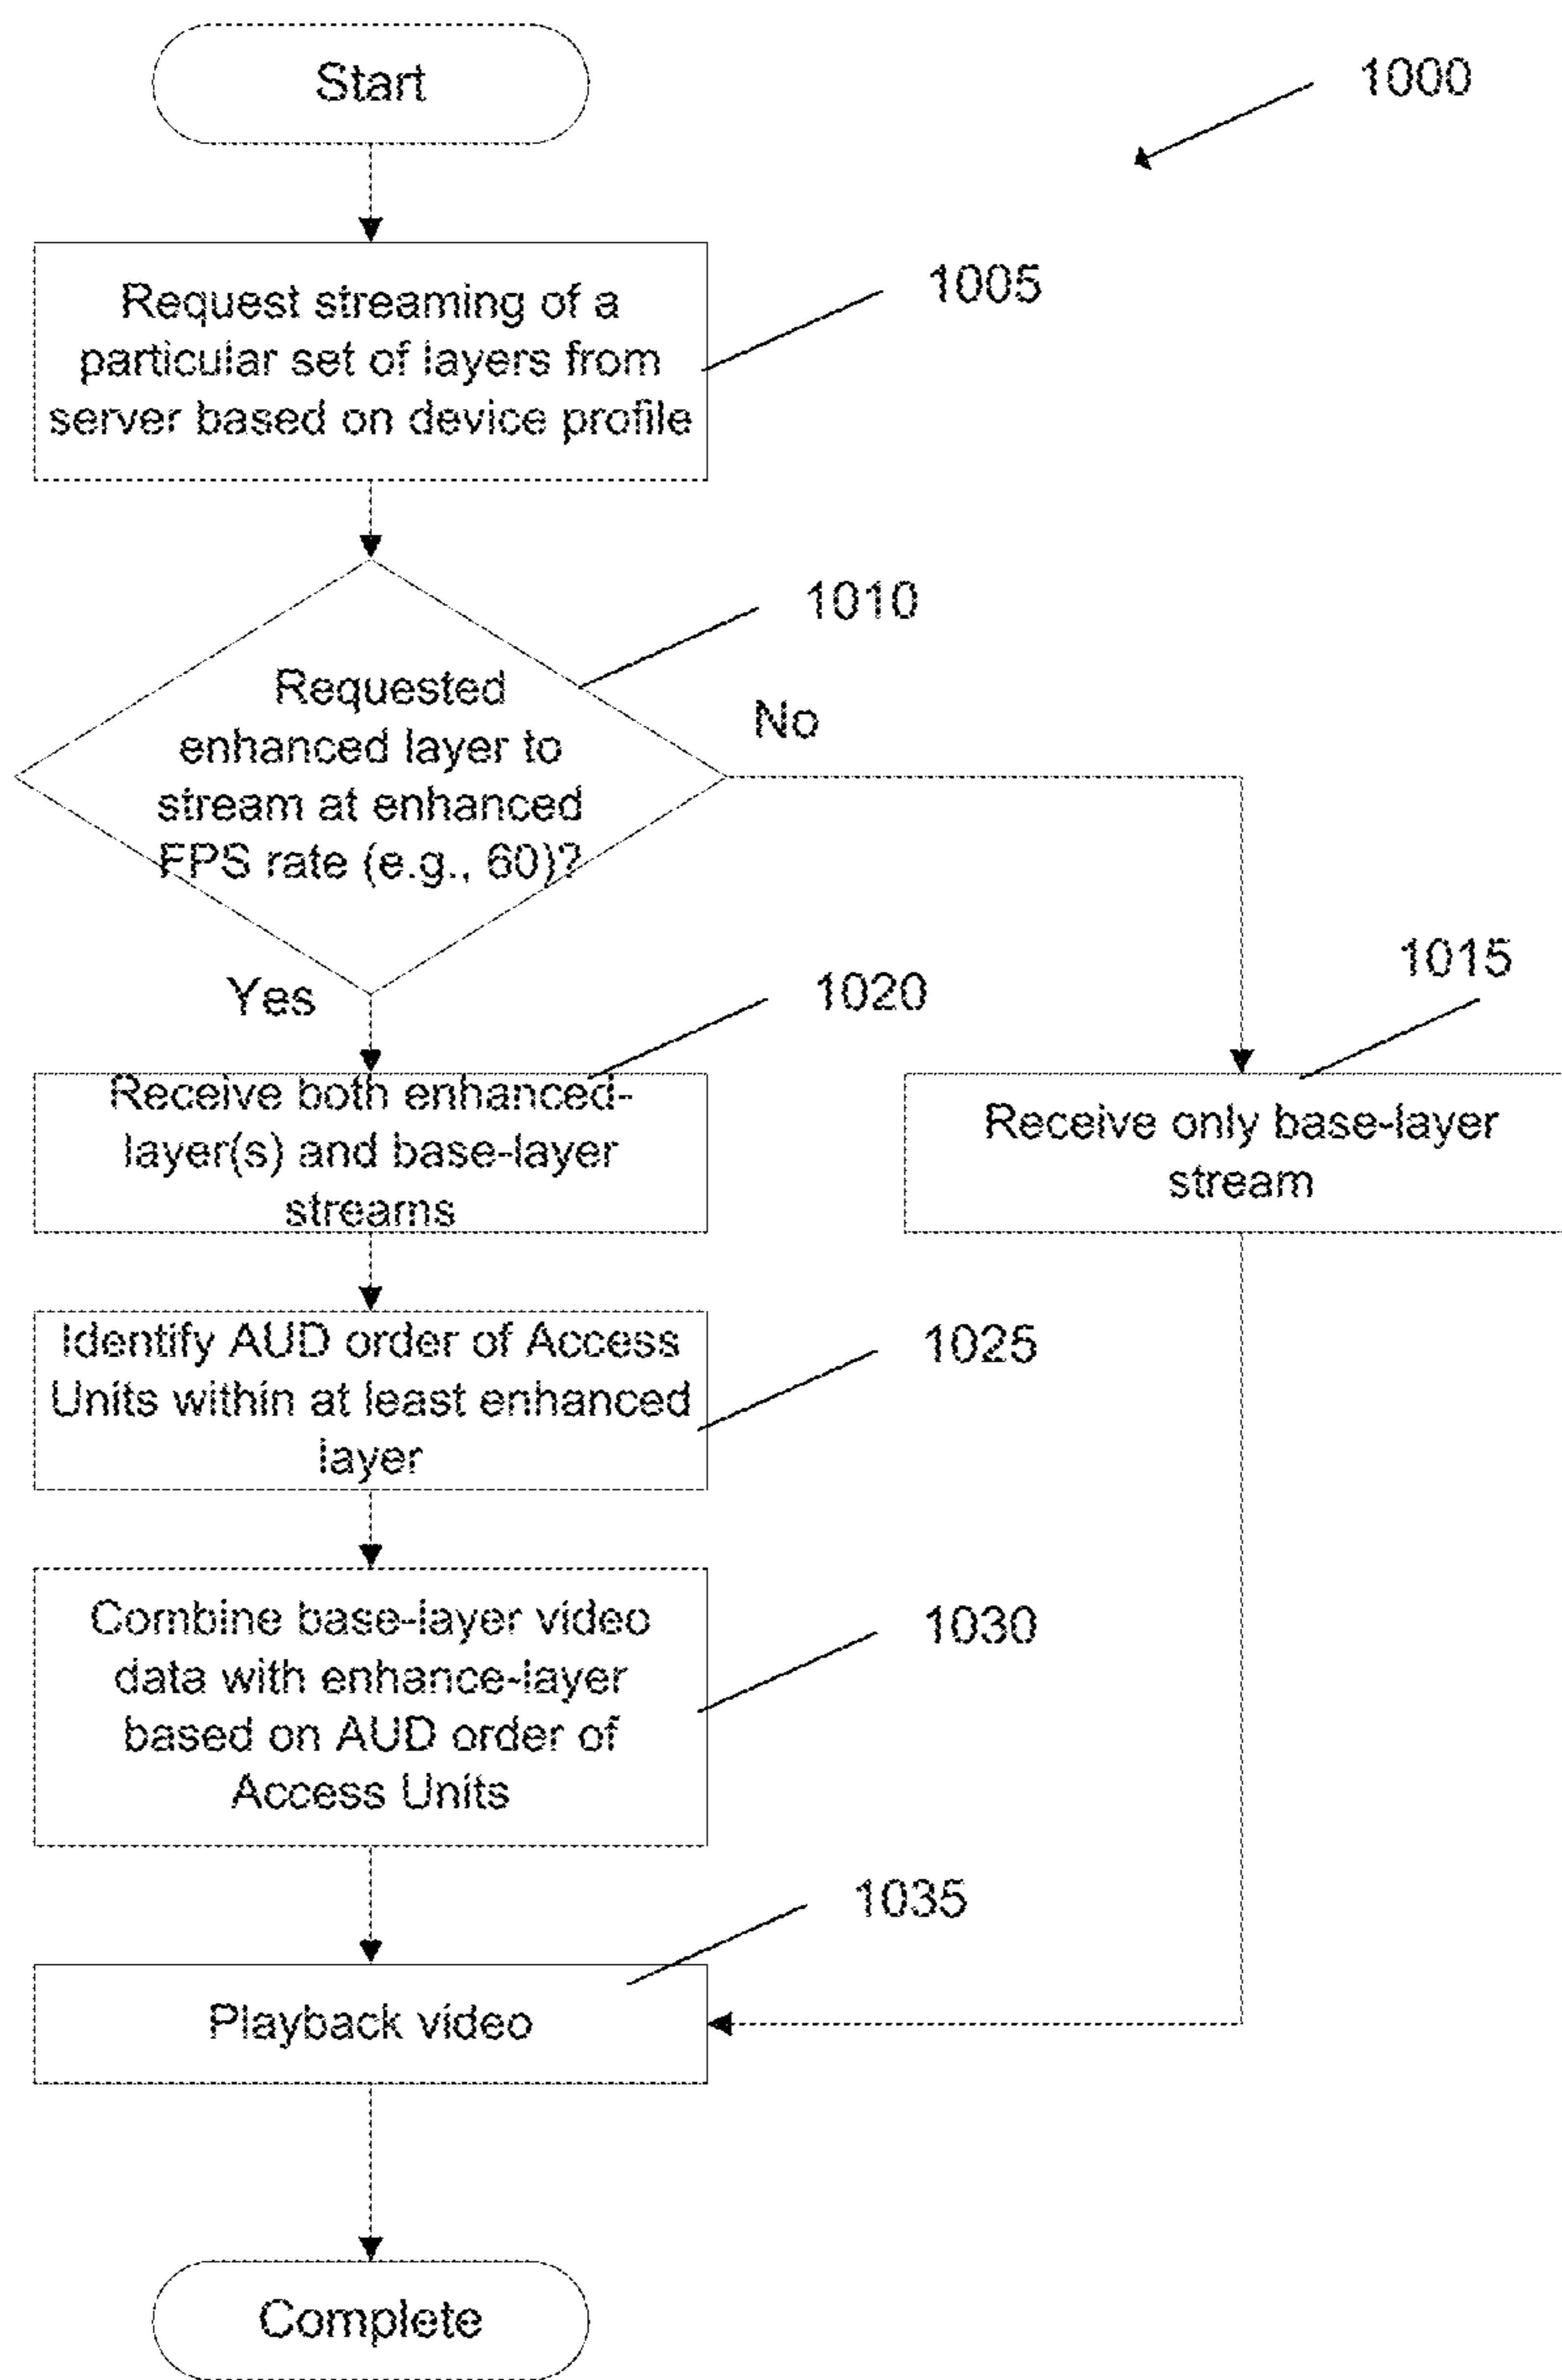 Start
1000
Request streaming of a
particular set of layers from
server based on device profile
1005
1010
Requested
enhanced layer to
stream at enhanced
FPS rate (e.g., 60)?
No
Yes
1020
1015
Receive both enhanced-
layer(s) and base-layer
streams
Receive only base-layer
stream
Identify AUD order of Access
Units within at least enhanced
layer
1025
Combine base-layer video
data with enhance-layer
based on AUD order of
Access Units
1030
1035
Playback video
Complete